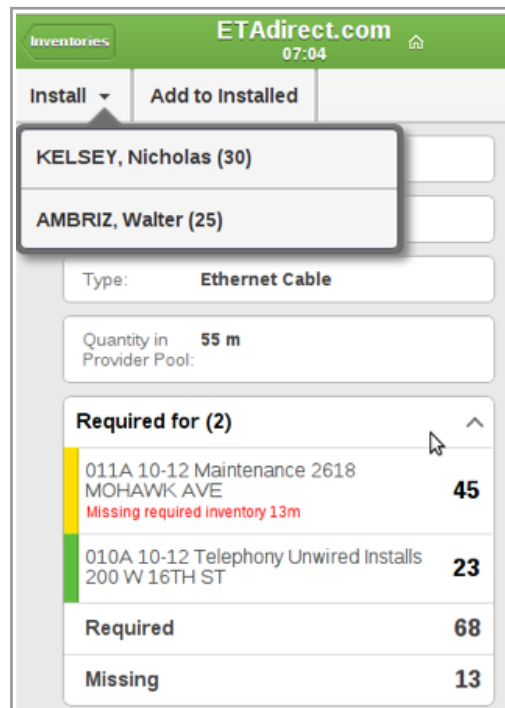 Inventories
ETAdirect.com
07:04
Install
Add to Installed
KELSEY, Nicholas (30)
AMBRIZ, Walter (25)
Type: Ethernet Cable
Quantity in 55 m
Provider Pool:
Required for (2)
011A 10-12 Maintenance 2618
MOHAWK AVE 45
Missing required inventory 13m
010A 10-12 Telephony Unwired Installs
200 W 16TH ST 23
Required 68
Missing 13